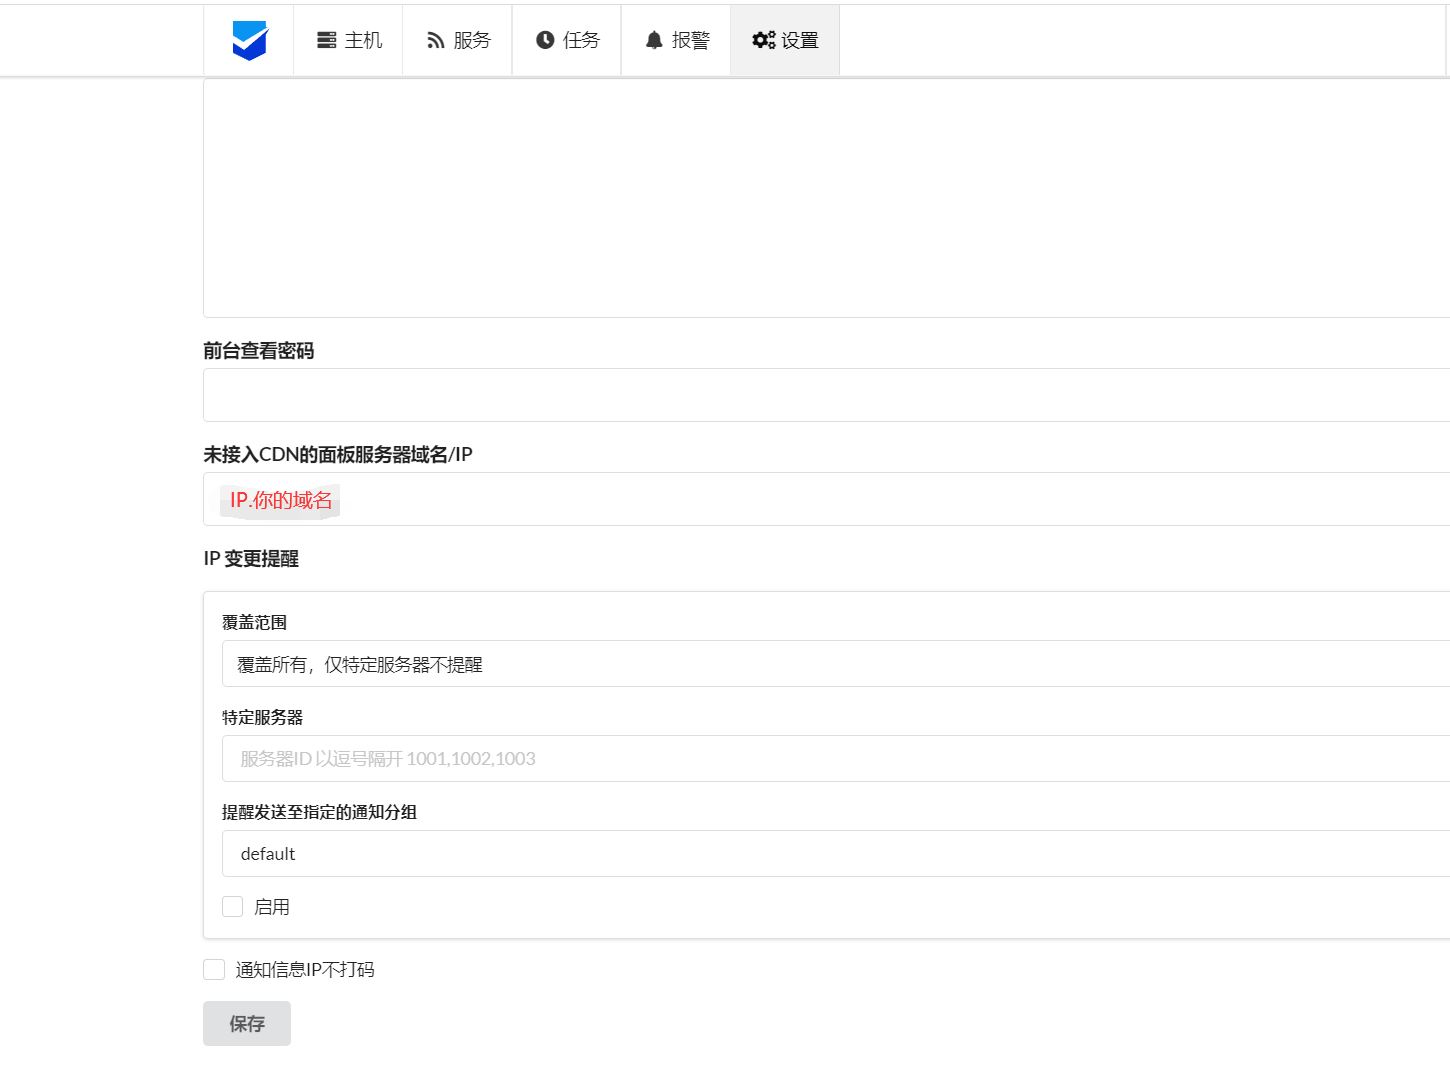 主机 服务 任务 报警 设置
前台查看密码
未接入CDN的面板服务器域名/IP
IP.你的域名
IP 变更提醒
覆盖范围
覆盖所有，仅特定服务器不提醒
特定服务器
服务器ID 以逗号隔开 1001,1002,1003
提醒发送至指定的通知分组
default
启用
通知信息IP不打码
保存